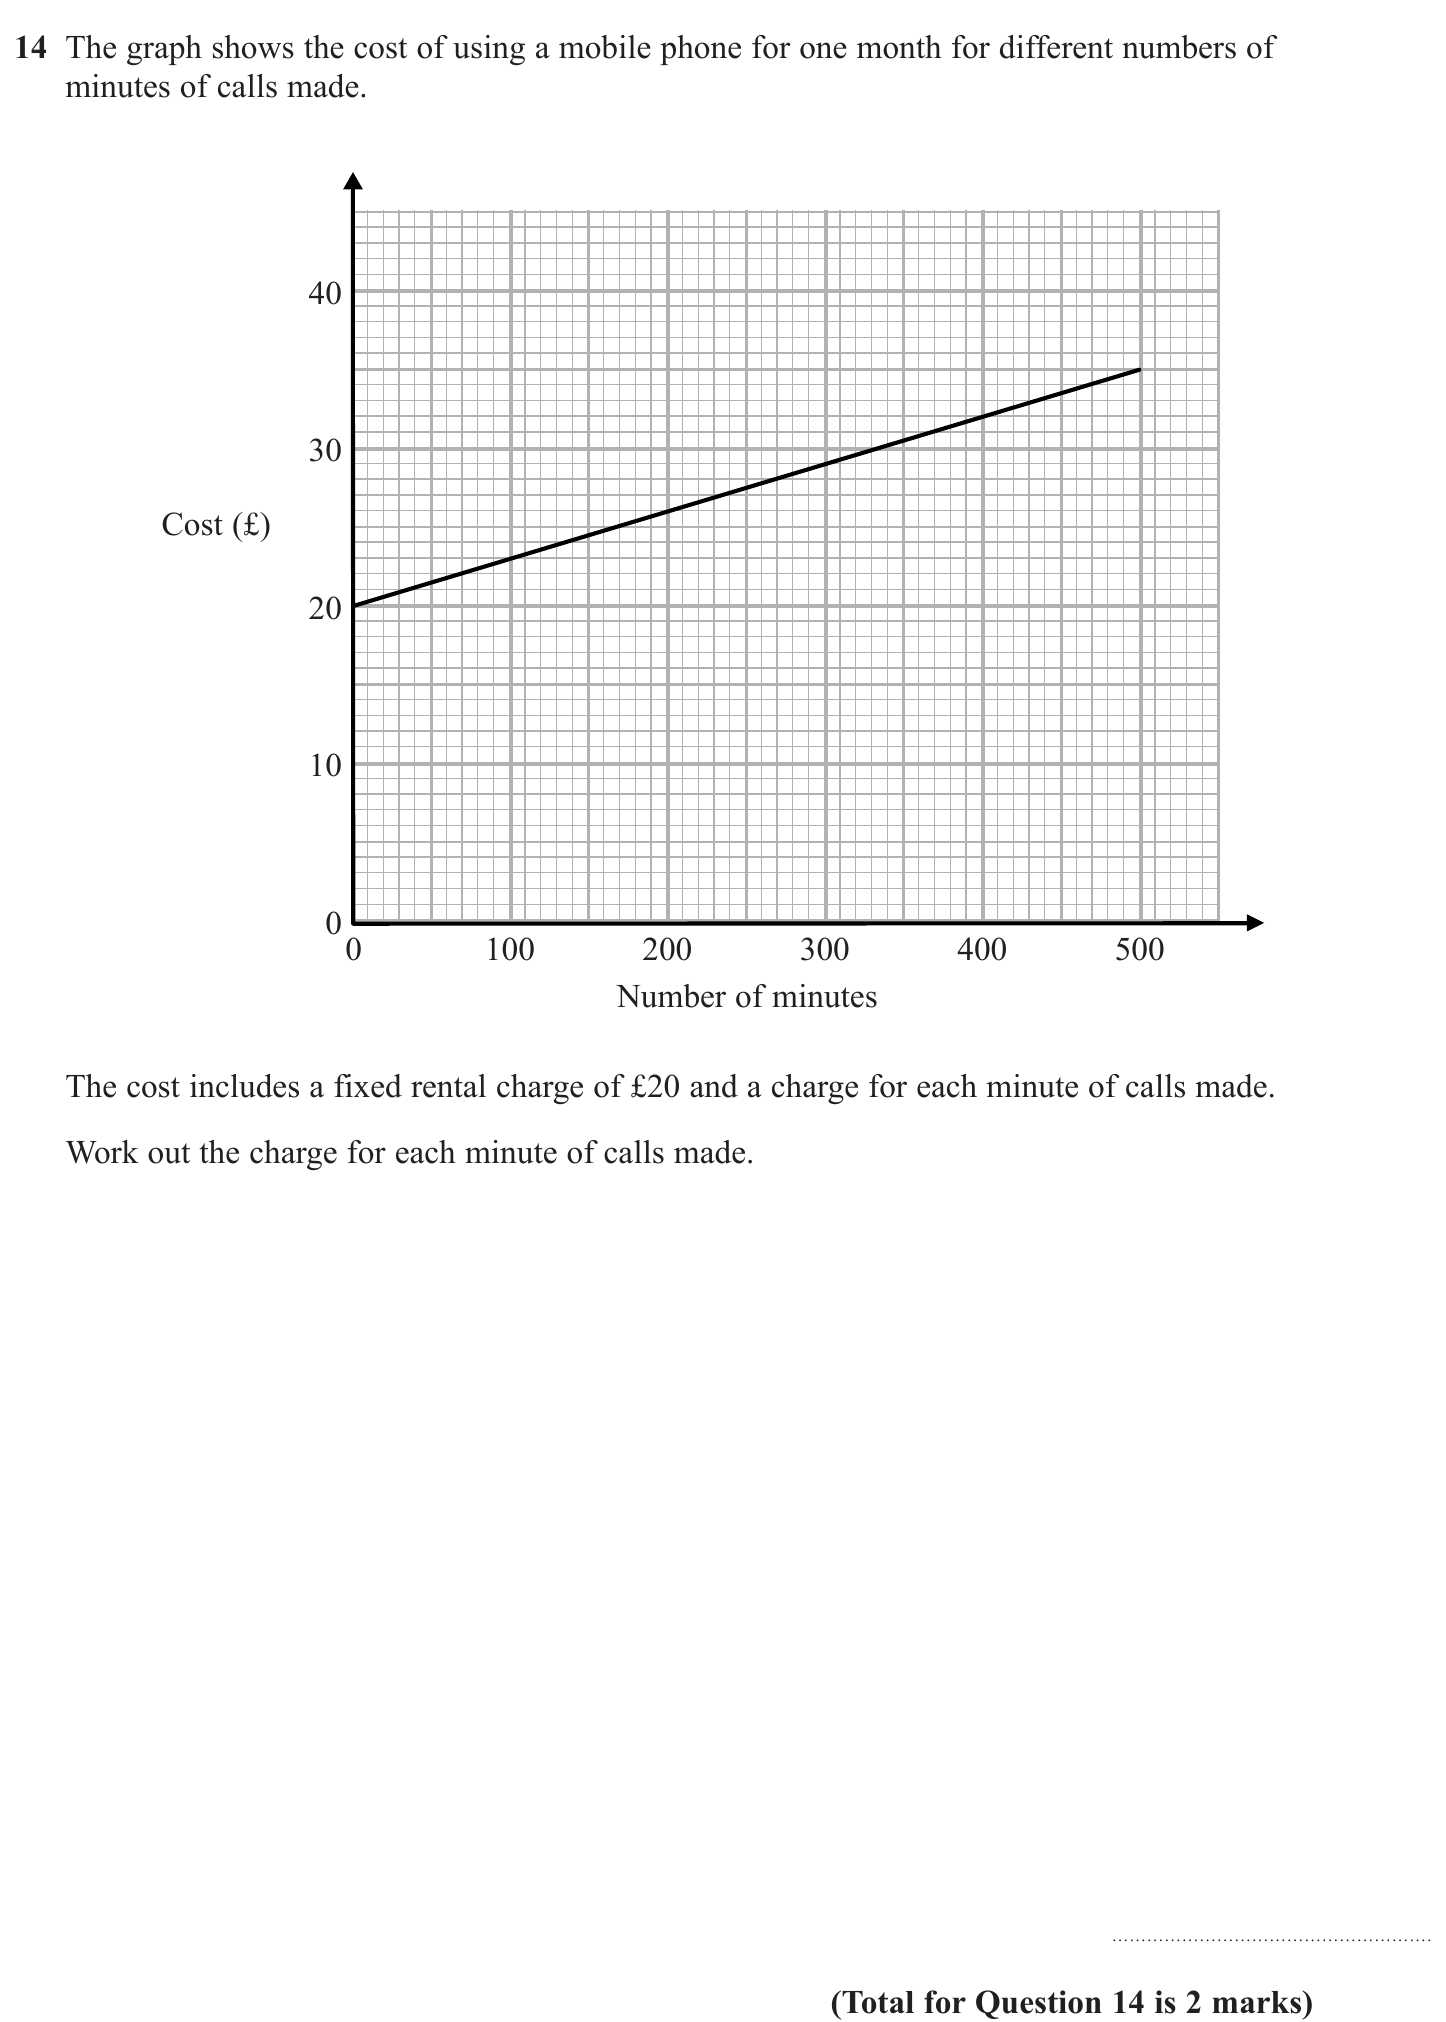 14 The graph shows the cost of using a mobile phone for one month for different numbers of
minutes of calls made.
40
30
Cost (£)
20
10
0
0 100 200 300 400 500
Number of minutes
The cost includes a fixed rental charge of £20 and a charge for each minute of calls made.
Work out the charge for each minute of calls made.
(Total for Question 14 is 2 marks)